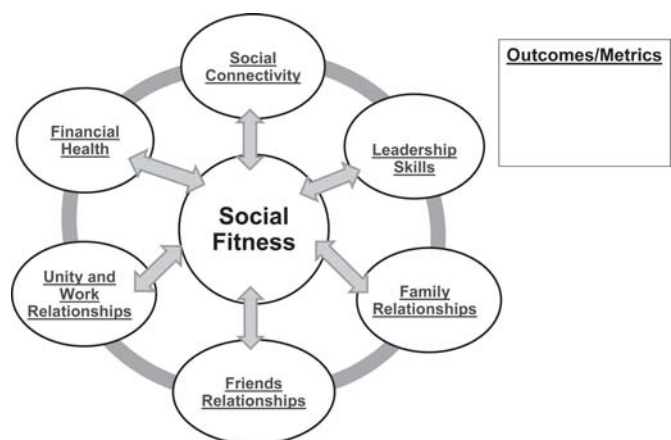 Social
Connectivity
Outcomes/Metrics
Financial
Health
Leadership
Skills
Social
Fitness
Unity and
Work
Relationships
Family
Relationships
Friends
Relationships